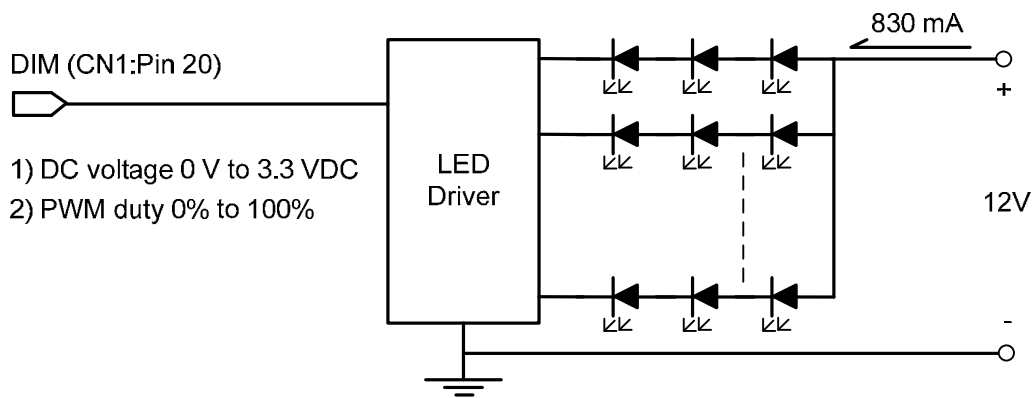 830 mA
DIM (CN1:Pin 20)
+
1) DC voltage 0 V to 3.3 VDC
2) PWM duty 0% to 100%
LED
Driver
12V
-